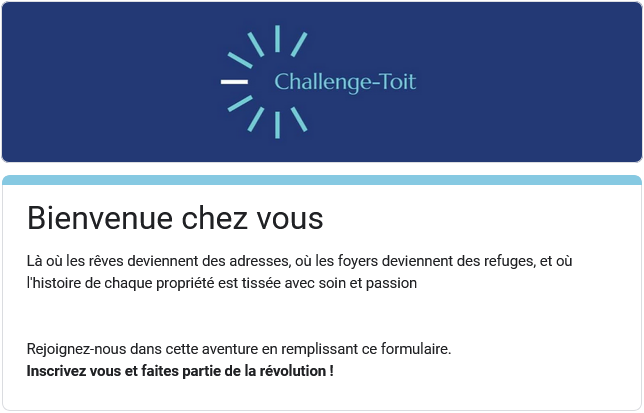 Challenge-Toit
Bienvenue chez vous
Là où les rêves deviennent des adresses, où les foyers deviennent des refuges, et où
l'histoire de chaque propriété est tissée avec soin et passion
Rejoignez-nous dans cette aventure en remplissant ce formulaire.
Inscrivez vous et faites partie de la révolution !